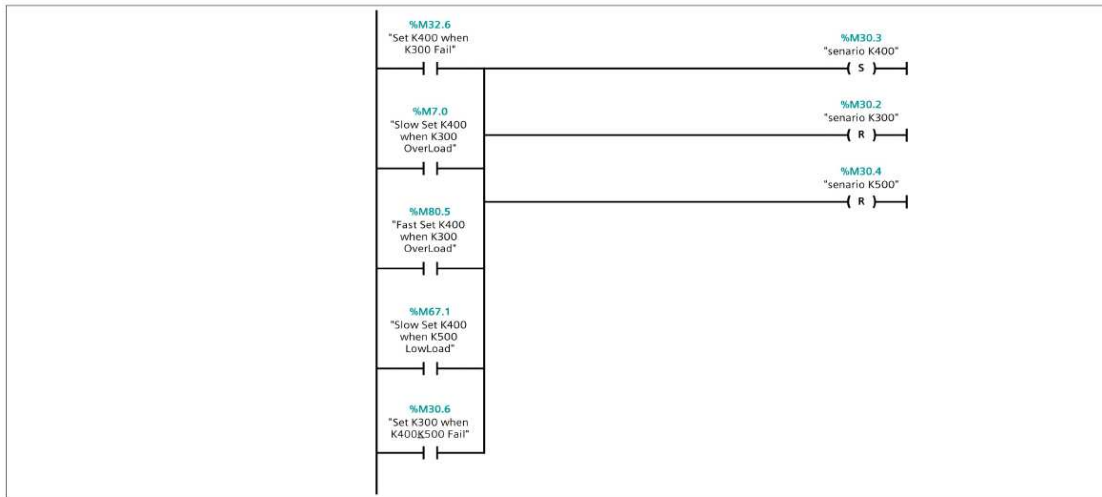 %M32.6
"Set K400 when
K300 Fail"
%M30.3
"senario K400"
S
%M7.0
"Slow Set K400
when K300
OverLoad"
%M30.2
"senario K300"
R
%M30.4
"senario K500"
R
%M80.5
"Fast Set K400
when K300
OverLoad"
%M67.1
"Slow Set K400
when K500
LowLoad"
%M30.6
"Set K300 when
K400K500 Fail"